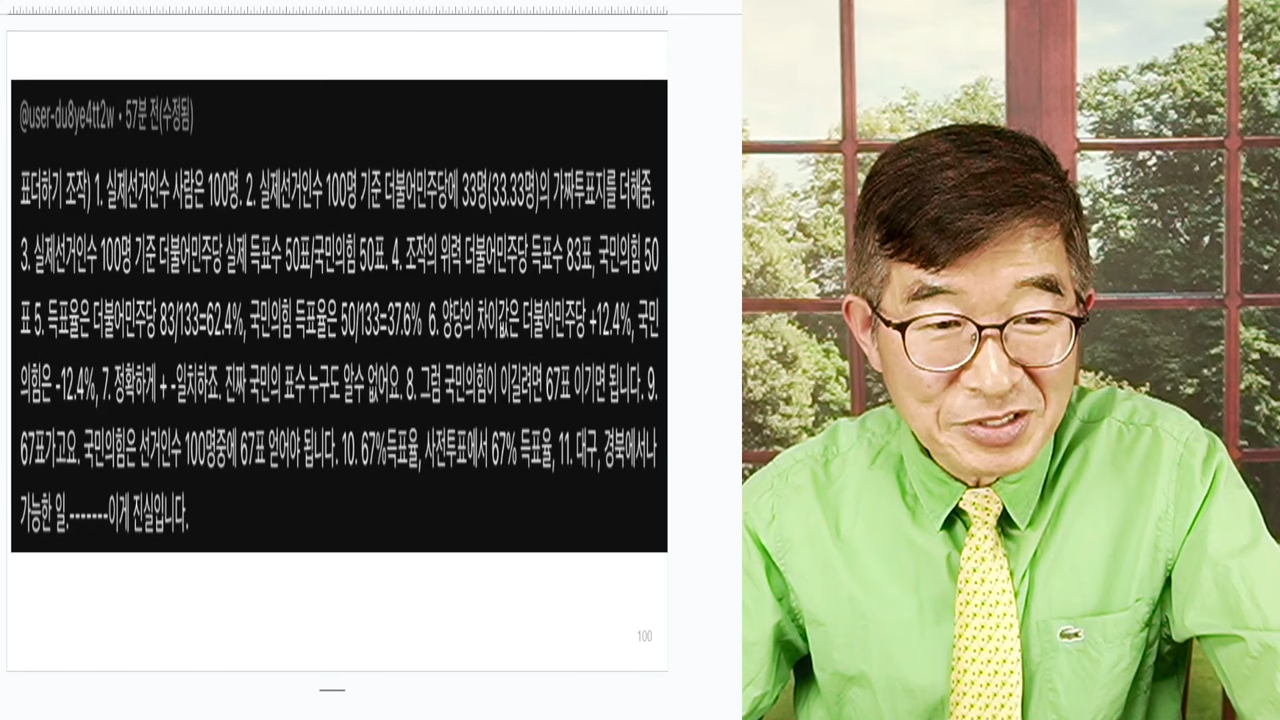 @user-du8ye4tt2w • 57분 전(수정됨)
표더하기 조작) 1. 실제선거인수 사람은 100명. 2. 실제선거인수 100명 기준 더불어민주당에 33명(33.33명)의 가짜투표지를 더해줌.
3. 실제선거인수 100명 기준 더불어민주당 실제 득표수 50표/국민의힘 50표. 4. 조작의 위력 더불어민주당 득표수 83표, 국민의힘 50
표 5. 득표율은 더불어민주당 83/133=62.4%, 국민의힘 득표율은 50/133=37.6% 6. 양당의 차이값은 더불어민주당 +12.4%, 국민
의힘은 -12.4%, 7. 정확하게 + -일치하죠. 진짜 국민의 표수 누구도 알수 없어요. 8. 그럼 국민의힘이 이길려면 67표 이기면 됩니다. 9.
67표가고요. 국민의힘은 선거인수 100명중에 67표 얻어야 됩니다. 10. 67%득표율, 사전투표에서 67% 득표율, 11. 대구, 경북에서나
가능한 일.-------이게 진실입니다.
100